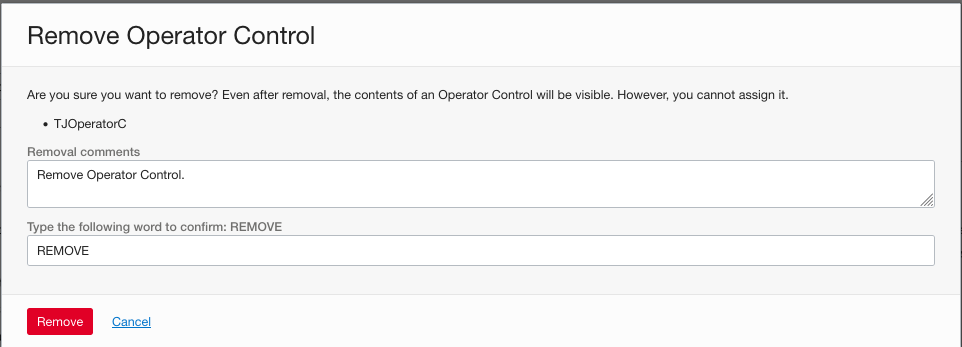 Remove Operator Control
Are you sure you want to remove? Even after removal, the contents of an Operator Control will be visible. However, you cannot assign it.
• TJOperatorC
Removal comments
Remove Operator Control.
Type the following word to confirm: REMOVE
REMOVE
Remove Cancel